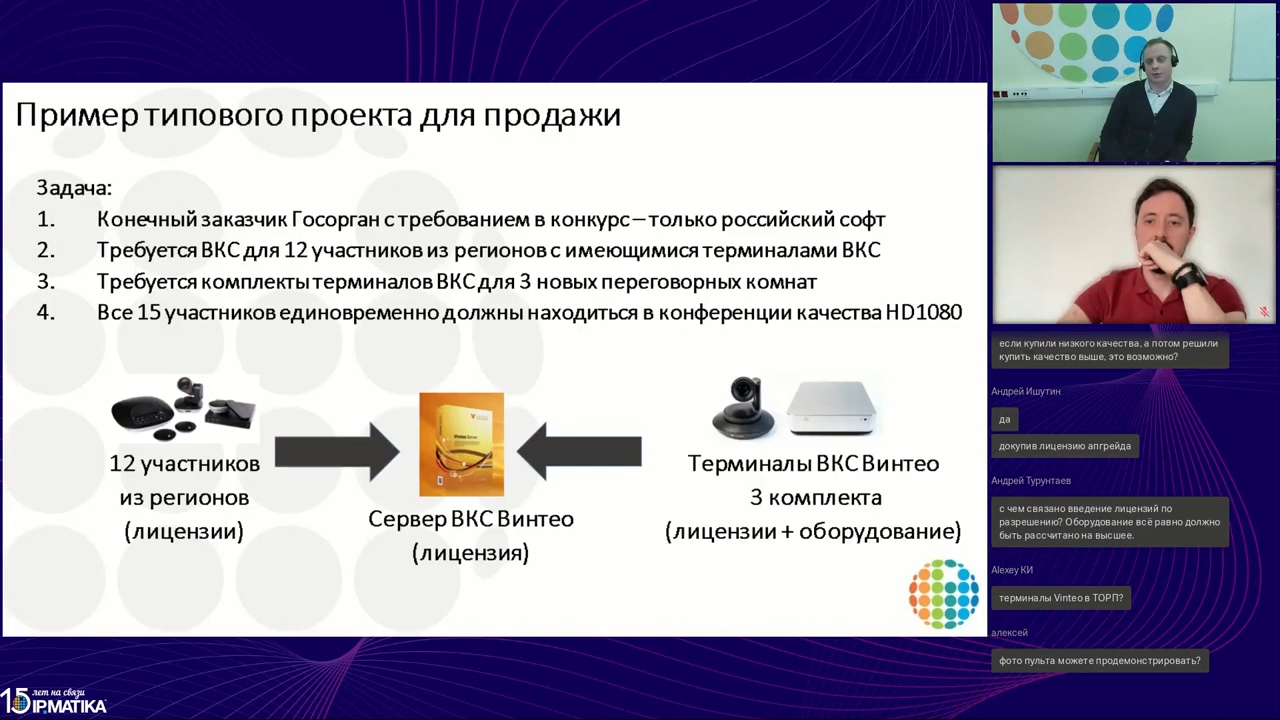 Пример типового проекта для продажи
Задача:
1. Конечный заказчик Госорган с требованием в конкурс – только российский софт
2. Требуется ВКС для 12 участников из регионов с имеющимися терминалами ВКС
3. Требуется комплекты терминалов ВКС для 3 новых переговорных комнат
4. Все 15 участников единовременно должны находиться в конференции качества HD1080
12 участников
из регионов
(лицензии)
Сервер ВКС Винтео
(лицензия)
Терминалы ВКС Винтео
3 комплекта
(лицензии + оборудование)
15 лет на связи
IPMATIKA
если купили низкого качества, а потом решили
купить качество выше, это возможно?
Андрей Ишутин
да
докупив лицензию апгрейда
Андрей Турунтаев
с чем связано введение лицензий по
разрешению? Оборудование всё равно должно
быть рассчитано на высшее.
Alexey КИ
терминалы Vinteo в ТОРП?
алексей
фото пульта можете продемонстрировать?